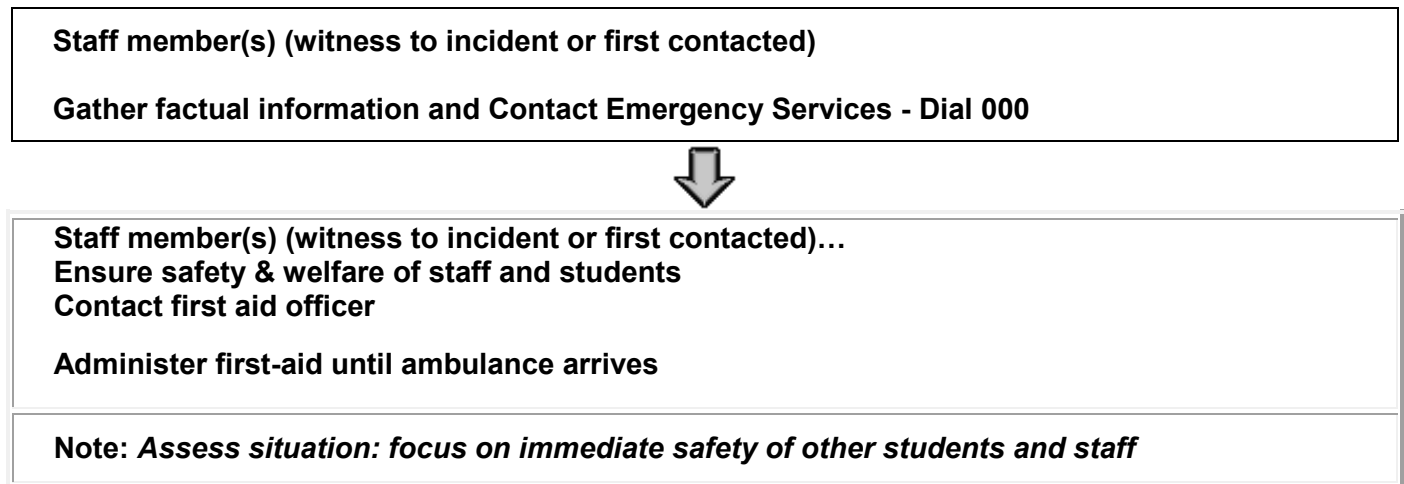 Staff member(s) (witness to incident or first contacted)
Gather factual information and Contact Emergency Services - Dial 000
Staff member(s) (witness to incident or first contacted)…
Ensure safety & welfare of staff and students
Contact first aid officer
Administer first-aid until ambulance arrives
Note: Assess situation: focus on immediate safety of other students and staff